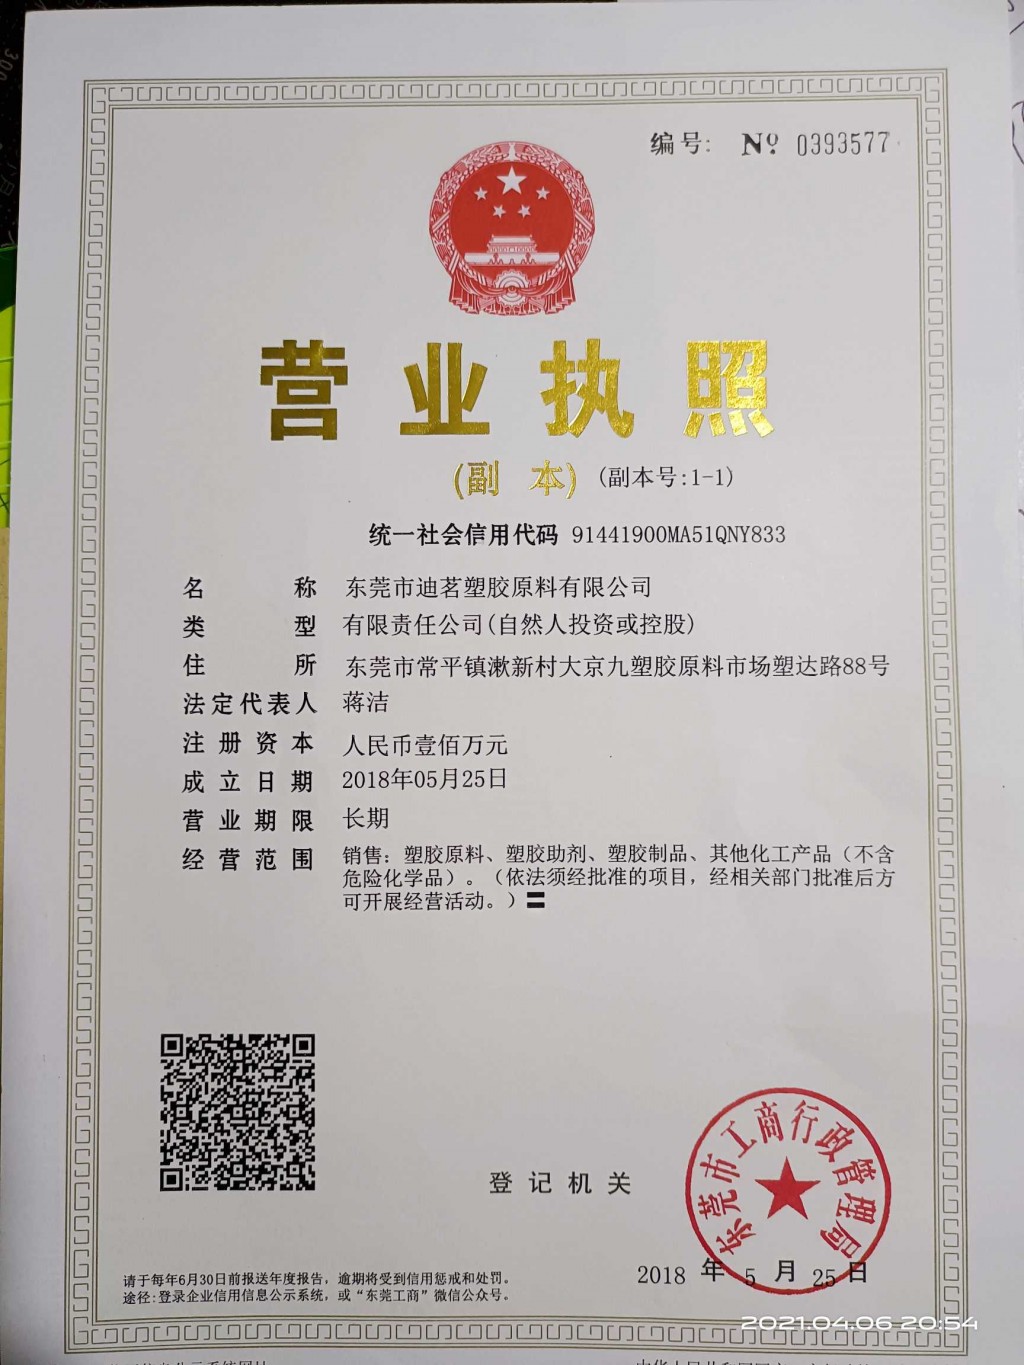 编号: Nº 0393577
营业执照
(副 本) (副本号:1-1)
统一社会信用代码 91441900MA51QNY833
名称 东莞市迪茗塑胶原料有限公司
类型 有限责任公司(自然人投资或控股)
住所 东莞市常平镇漱新村大京九塑胶原料市场塑达路88号
法定代表人 蒋洁
注册资本 人民币壹佰万元
成立日期 2018年05月25日
营业期限 长期
经营范围 销售：塑胶原料、塑胶助剂、塑胶制品、其他化工产品（不含
危险化学品）。（依法须经批准的项目，经相关部门批准后方
可开展经营活动。）
东莞市工商行政管理局
登记机关
2018 年 5 月 25 日
请于每年6月30日前报送年度报告，逾期将受到信用惩戒和处罚。
途径:登录企业信用信息公示系统，或“东莞工商”微信公众号。
2021.04.06 20:54